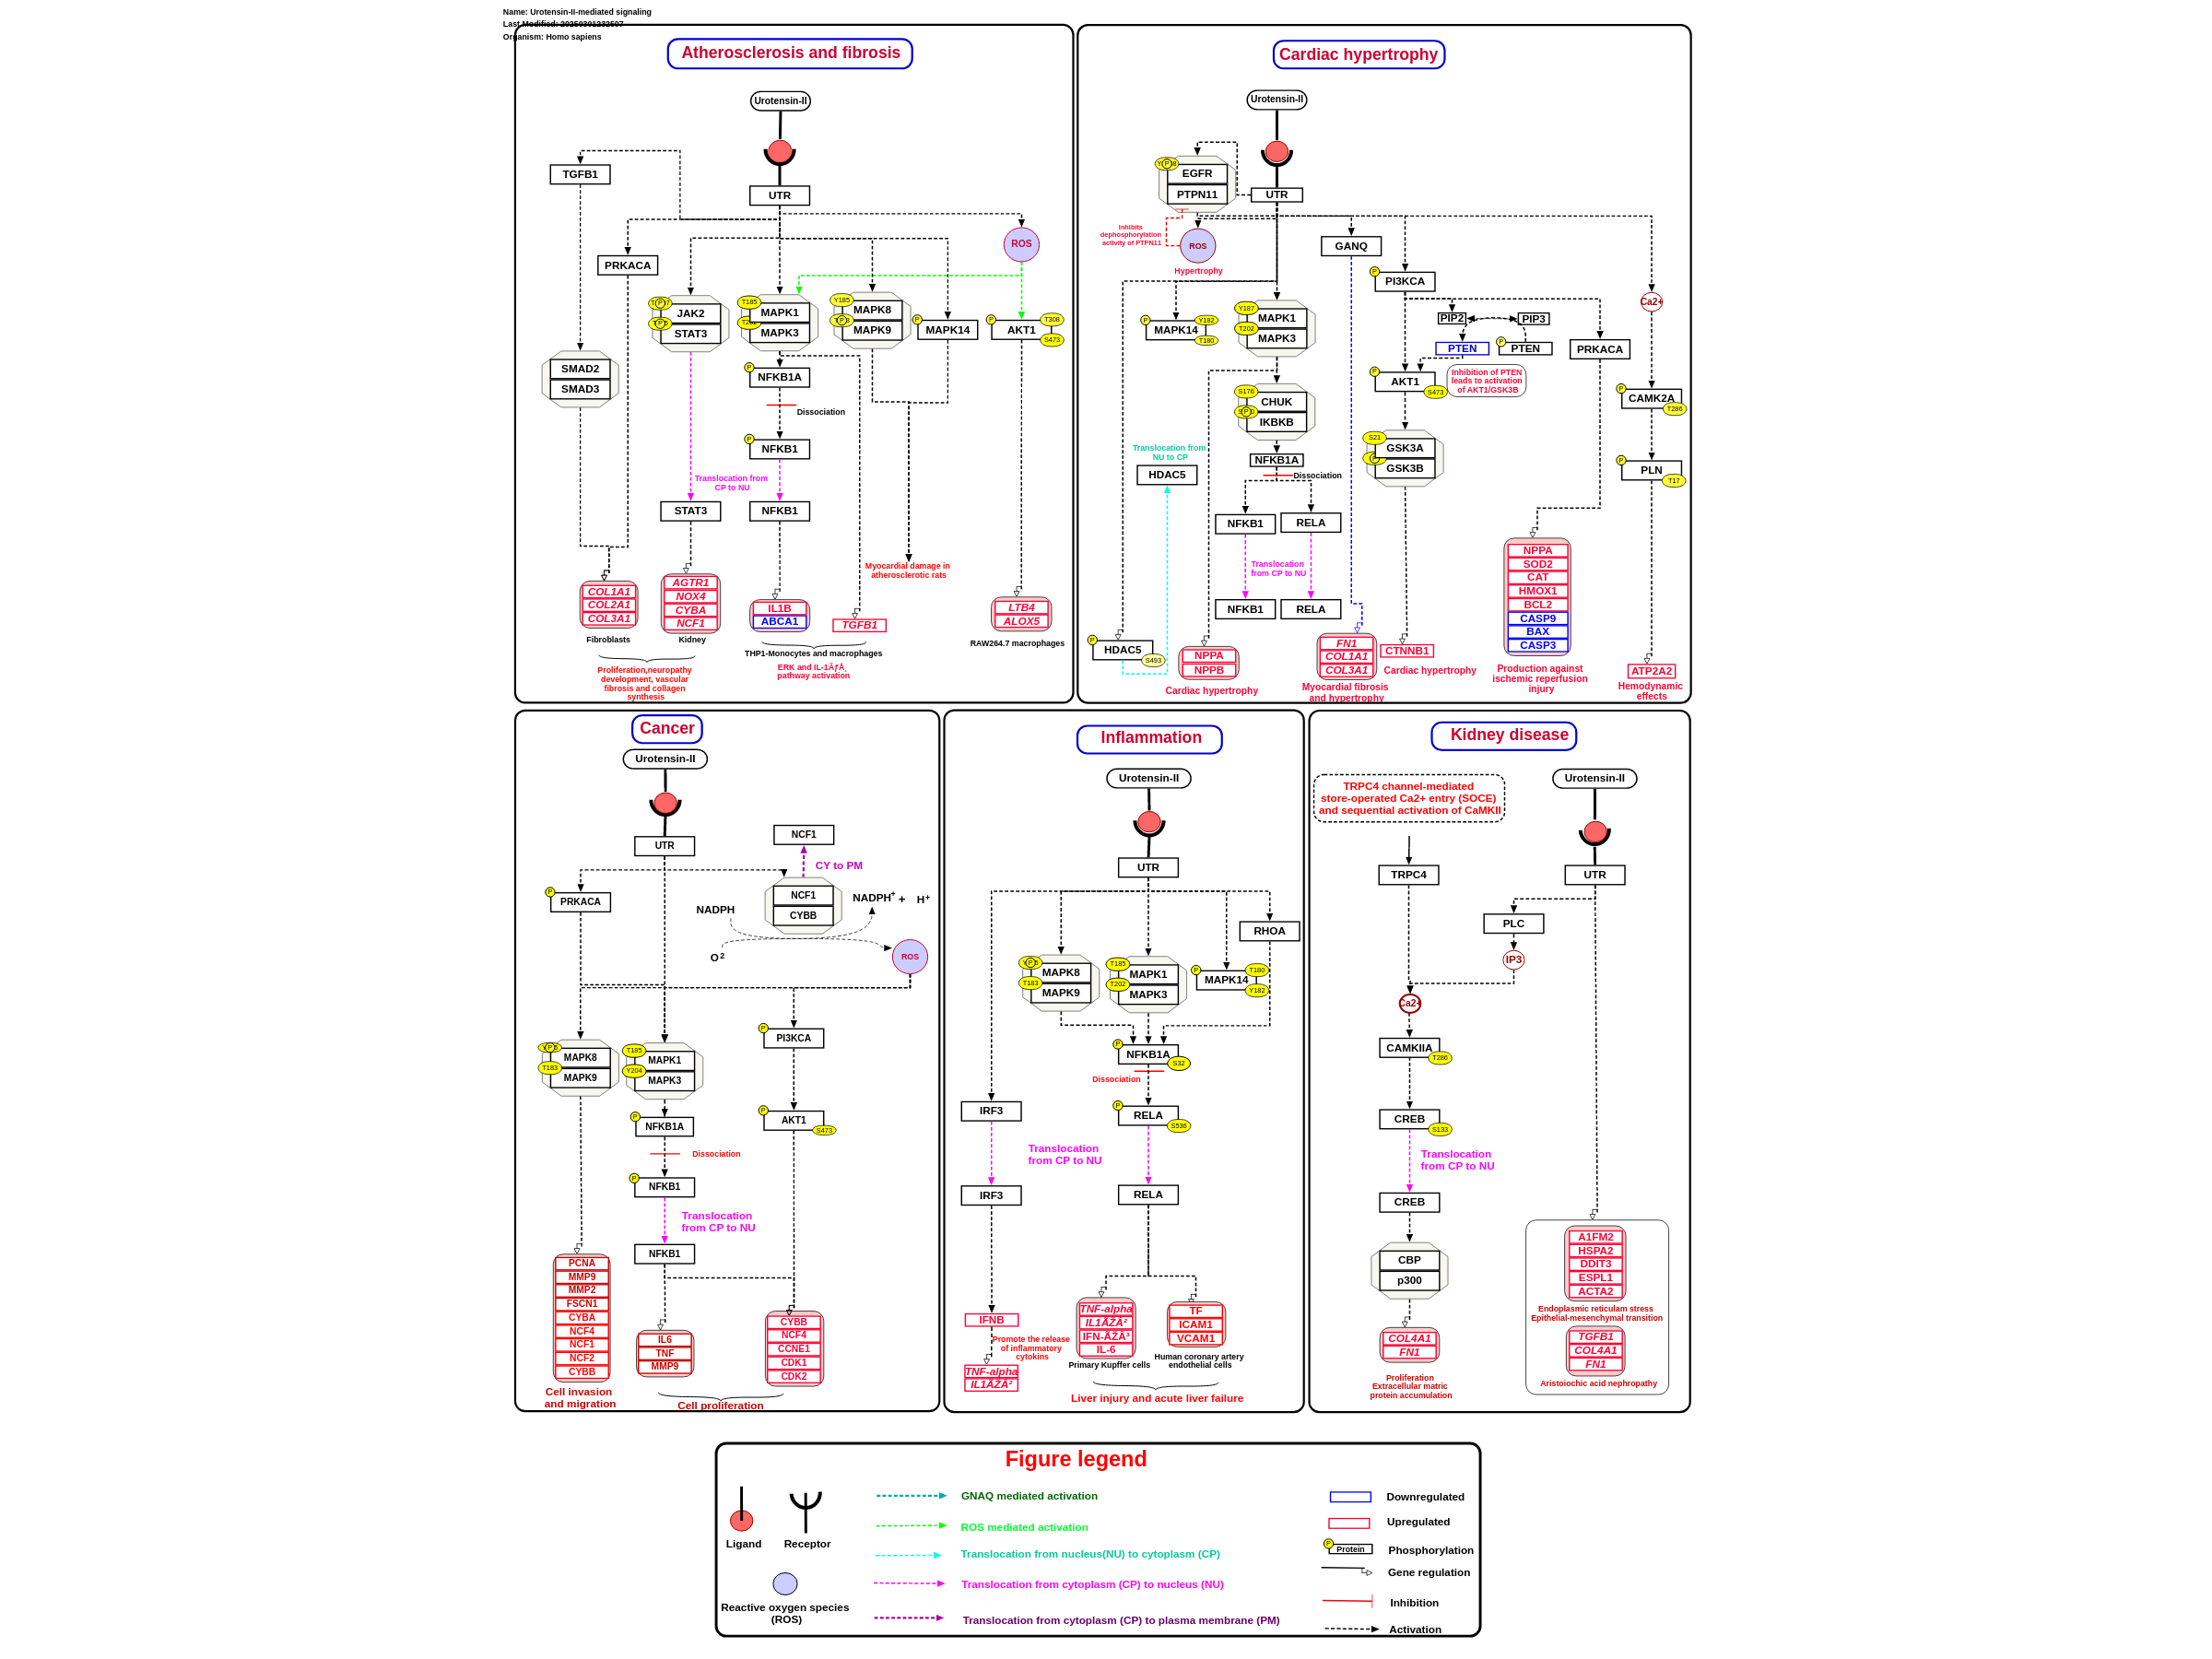 Name: Urotensin-II-mediated signaling
Last Modified: 20250301232507
Organism: Homo sapiens
Atherosclerosis and fibrosis
Urotensin-II
TGFB1
UTR
ROS
PRKACA
JAK2
STAT3
P
P
T185
MAPK1
MAPK3
Y185
MAPK8
MAPK9
P
P
MAPK14
P
AKT1
T308
S473
SMAD2
SMAD3
P
NFKB1A
Dissociation
P
NFKB1
Translocation from
CP to NU
STAT3
NFKB1
Myocardial damage in
atherosclerotic rats
COL1A1
COL2A1
COL3A1
Fibroblasts
AGTR1
NOX4
CYBA
NCF1
Kidney
IL1B
ABCA1
TGFB1
LTB4
ALOX5
RAW264.7 macrophages
THP1-Monocytes and macrophages
Proliferation,neuropathy
development, vascular
fibrosis and collagen
synthesis
ERK and IL-1Äƒ
pathway activation
Cardiac hypertrophy
Urotensin-II
P
EGFR
PTPN11
UTR
Inhibits
dephosphorylation
activity of PTPN11
ROS
Hypertrophy
GANQ
P
PI3KCA
Ca2+
PIP2
PIP3
PTEN
P
PTEN
PRKACA
P
MAPK14
Y182
T180
Y187
T202
MAPK1
MAPK3
P
AKT1
S473
Inhibition of PTEN
leads to activation
of AKT1/GSK3B
P
CAMK2A
T286
S176
P
CHUK
IKBKB
S21
GSK3A
GSK3B
P
PLN
T17
Translocation from
NU to CP
HDAC5
NFKB1A
Dissociation
NFKB1
RELA
Translocation
from CP to NU
NFKB1
RELA
NPPA
SOD2
CAT
HMOX1
BCL2
CASP9
BAX
CASP3
P
HDAC5
S493
NPPA
NPPB
Cardiac hypertrophy
FN1
COL1A1
COL3A1
Myocardial fibrosis
and hypertrophy
CTNNB1
Cardiac hypertrophy
Production against
ischemic reperfusion
injury
ATP2A2
Hemodynamic
effects
Cancer
Urotensin-II
UTR
NCF1
CY to PM
P
PRKACA
NCF1
CYBB
NADPH
NADPH+ + H+
O2
ROS
P
T183
MAPK8
MAPK9
T185
Y204
MAPK1
MAPK3
P
PI3KCA
P
NFKB1A
P
AKT1
S473
Dissociation
P
NFKB1
Translocation
from CP to NU
NFKB1
PCNA
MMP9
MMP2
FSCN1
CYBA
NCF4
NCF1
NCF2
CYBB
Cell invasion
and migration
IL6
TNF
MMP9
CYBB
NCF4
CCNE1
CDK1
CDK2
Cell proliferation
Inflammation
Urotensin-II
UTR
RHOA
P
T183
MAPK8
MAPK9
T185
T202
MAPK1
MAPK3
P
MAPK14
T180
Y182
P
NFKB1A
S32
Dissociation
IRF3
P
RELA
S536
Translocation
from CP to NU
IRF3
RELA
IFNB
Promote the release
of inflammatory
cytokins
TNF-alpha
IL1ÃŽÂ²
TNF-alpha
IL1ÃŽÂ²
IFN-ÃŽÂ³
IL-6
Primary Kupffer cells
TF
ICAM1
VCAM1
Human coronary artery
endothelial cells
Liver injury and acute liver failure
Kidney disease
TRPC4 channel-mediated
store-operated Ca2+ entry (SOCE)
and sequential activation of CaMKII
Urotensin-II
TRPC4
UTR
PLC
IP3
Ca2+
CAMKIIA
T286
CREB
S133
Translocation
from CP to NU
CREB
CBP
p300
COL4A1
FN1
Proliferation
Extracellular matric
protein accumulation
A1FM2
HSPA2
DDIT3
ESPL1
ACTA2
Endoplasmic reticulam stress
Epithelial-mesenchymal transition
TGFB1
COL4A1
FN1
Aristoiochic acid nephropathy
Figure legend
Ligand
Receptor
Reactive oxygen species
(ROS)
GNAQ mediated activation
ROS mediated activation
Translocation from nucleus(NU) to cytoplasm (CP)
Translocation from cytoplasm (CP) to nucleus (NU)
Translocation from cytoplasm (CP) to plasma membrane (PM)
Downregulated
Upregulated
P
Protein
Phosphorylation
Gene regulation
Inhibition
Activation